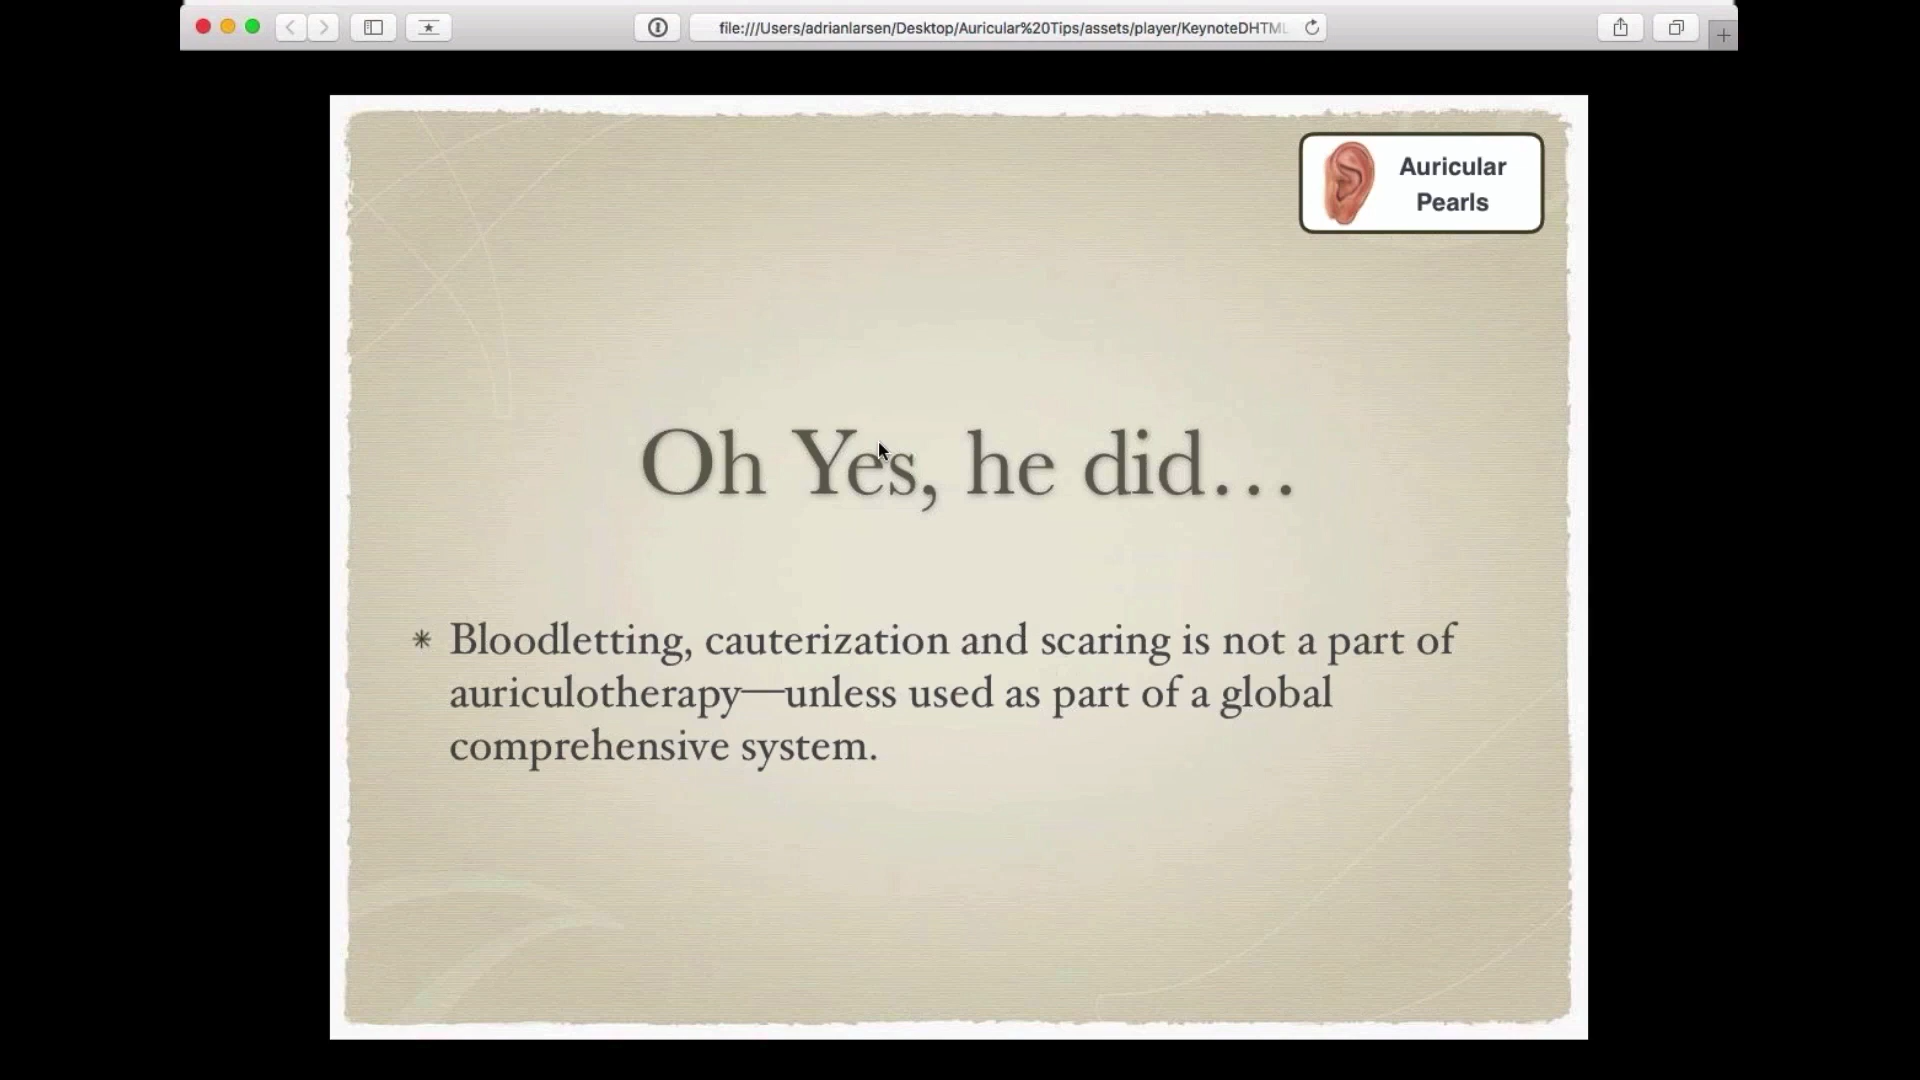 file:///Users/adrianlarsen/Desktop/Auricular%20Tips/assets/player/KeynoteDHTML
Auricular
Pearls
Oh Yes, he did…
* Bloodletting, cauterization and scaring is not a part of
auriculotherapy—unless used as part of a global
comprehensive system.